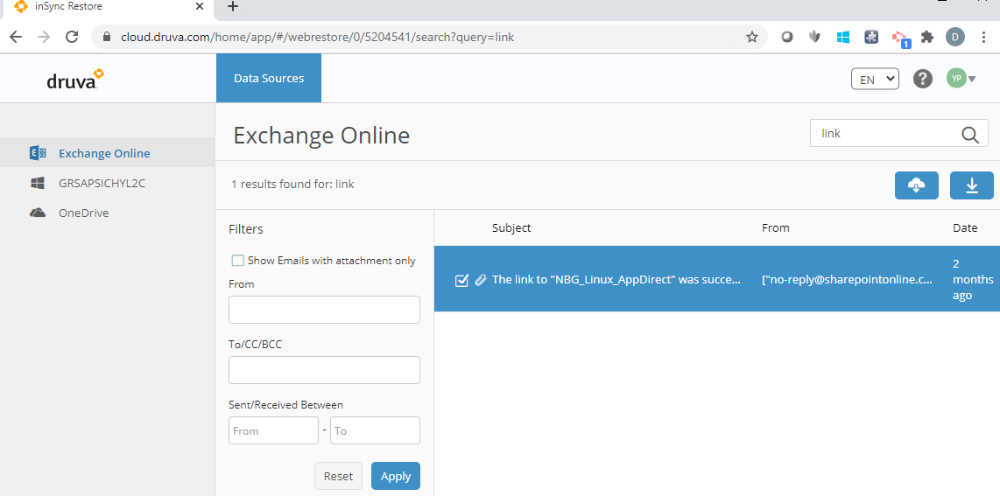 inSync Restore
cloud.druva.com/home/app/#/webrestore/0/5204541/search?query=link
D
1
druva
Data Sources
EN
?
YP
Exchange Online
GRSAPSICHYL2C
OneDrive
Exchange Online
link
1 results found for: link
Filters
Show Emails with attachment only
From
To/CC/BCC
Sent/Received Between
From - To
Reset Apply
Subject From Date
The link to "NBG_Linux_AppDirect" was succe... ["no-reply@sharepointonline.c...
2
months
ago